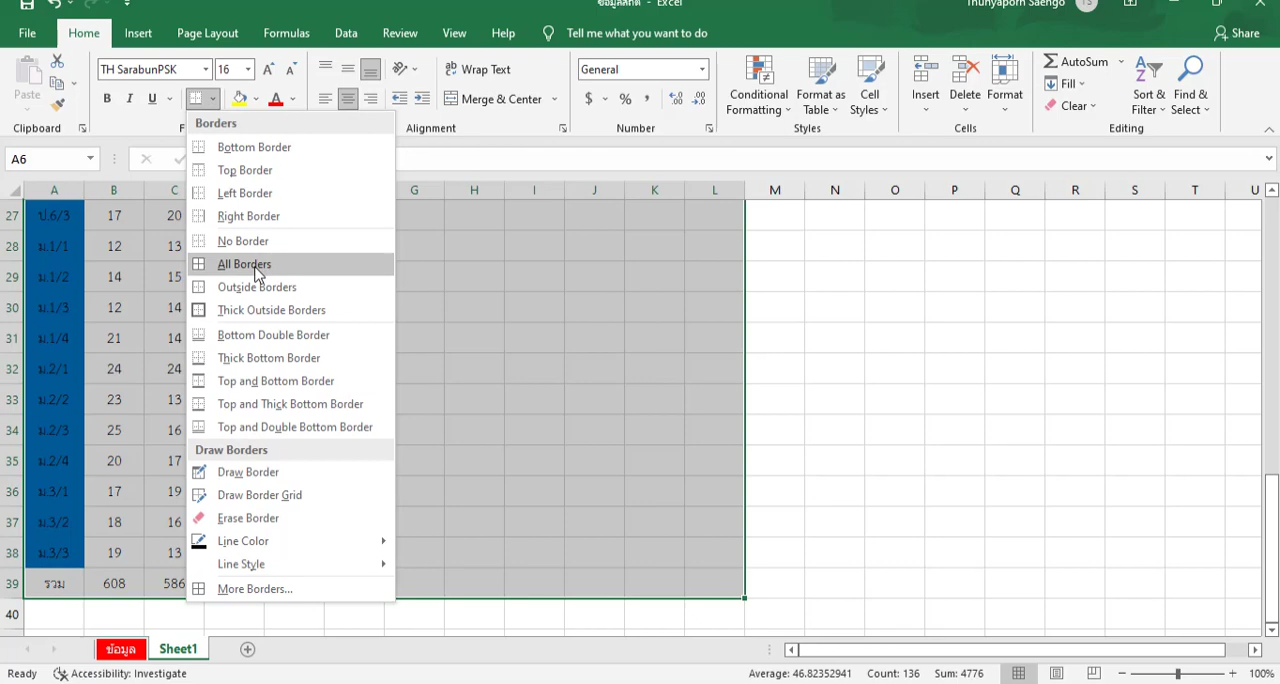 ข้อมูลสถิติ - Excel
Thunyaporn Saengo
TS
File Home Insert Page Layout Formulas Data Review View Help Tell me what you want to do Share
Paste TH SarabunPSK 16 Wrap Text General Conditional Formatting Format as Table Cell Styles Insert Delete Format AutoSum Sort & Filter Find & Select
B I U Merge & Center $ % , Fill
Clear
Clipboard Alignment Number Styles Cells Editing
A6
Borders
Bottom Border
Top Border
Left Border
Right Border
No Border
All Borders
Outside Borders
Thick Outside Borders
Bottom Double Border
Thick Bottom Border
Top and Bottom Border
Top and Thick Bottom Border
Top and Double Bottom Border
Draw Borders
Draw Border
Draw Border Grid
Erase Border
Line Color
Line Style
More Borders...
A B C G H I J K L M N O P Q R S T U
27 ป.6/3 17 20
28 ม.1/1 12 13
29 ม.1/2 14 15
30 ม.1/3 12 14
31 ม.1/4 21 14
32 ม.2/1 24 24
33 ม.2/2 23 13
34 ม.2/3 25 16
35 ม.2/4 20 17
36 ม.3/1 17 19
37 ม.3/2 18 16
38 ม.3/3 19 13
39 รวม 608 586
40
ข้อมูล Sheet1
Ready Accessibility: Investigate Average: 46.82352941 Count: 136 Sum: 4776 100%